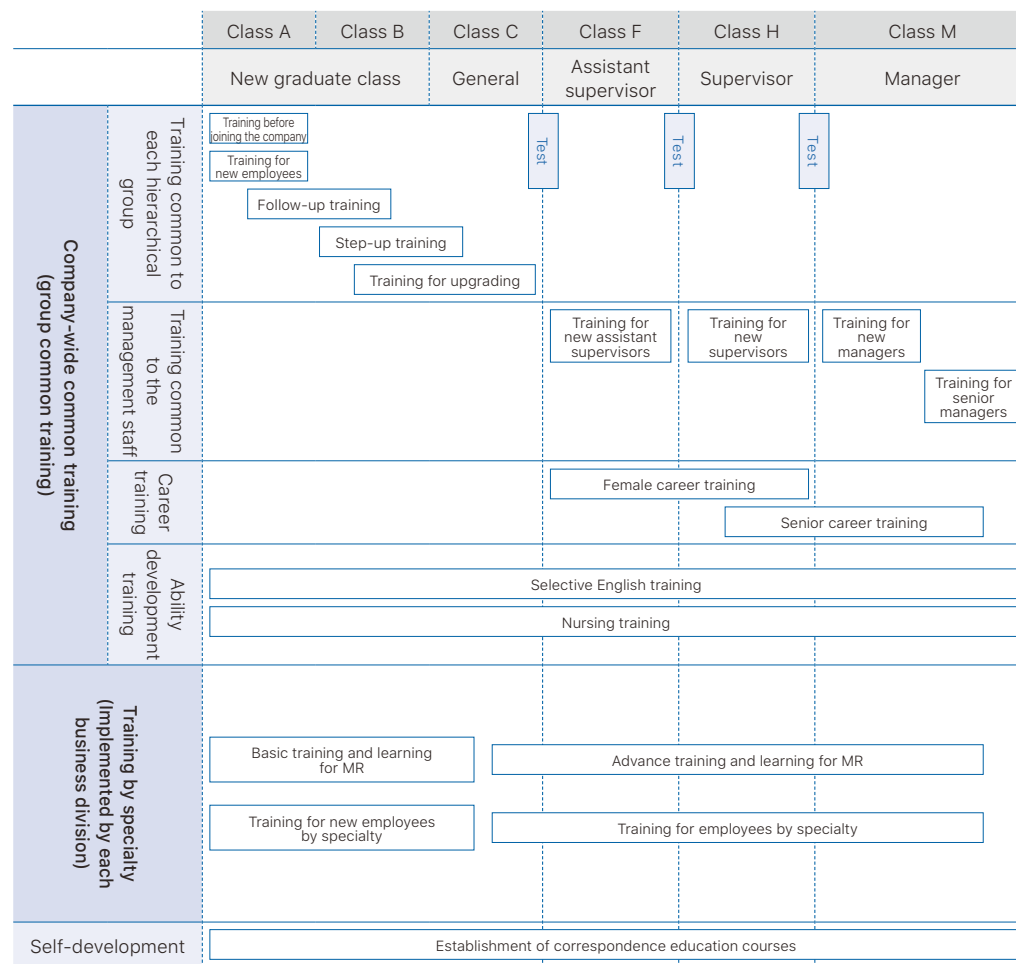 Class A
Class B
Class C
Class F
Class H
Class M
New graduate class
General
Assistant
supervisor
Supervisor
Manager
Company-wide common training
(group common training)
Training common to
each hierarchical
group
Training before
joining the company
Training for
new employees
Follow-up training
Step-up training
Training for upgrading
Test
Test
Test
Training common
to the
management staff
Training for
new assistant
supervisors
Training for
new
supervisors
Training for
new
managers
Training for
senior
managers
Career
training
Female career training
Senior career training
Ability
development
training
Selective English training
Nursing training
Training by specialty
(Implemented by each
business division)
Basic training and learning
for MR
Advance training and learning for MR
Training for new employees
by specialty
Training for employees by specialty
Self-development
Establishment of correspondence education courses